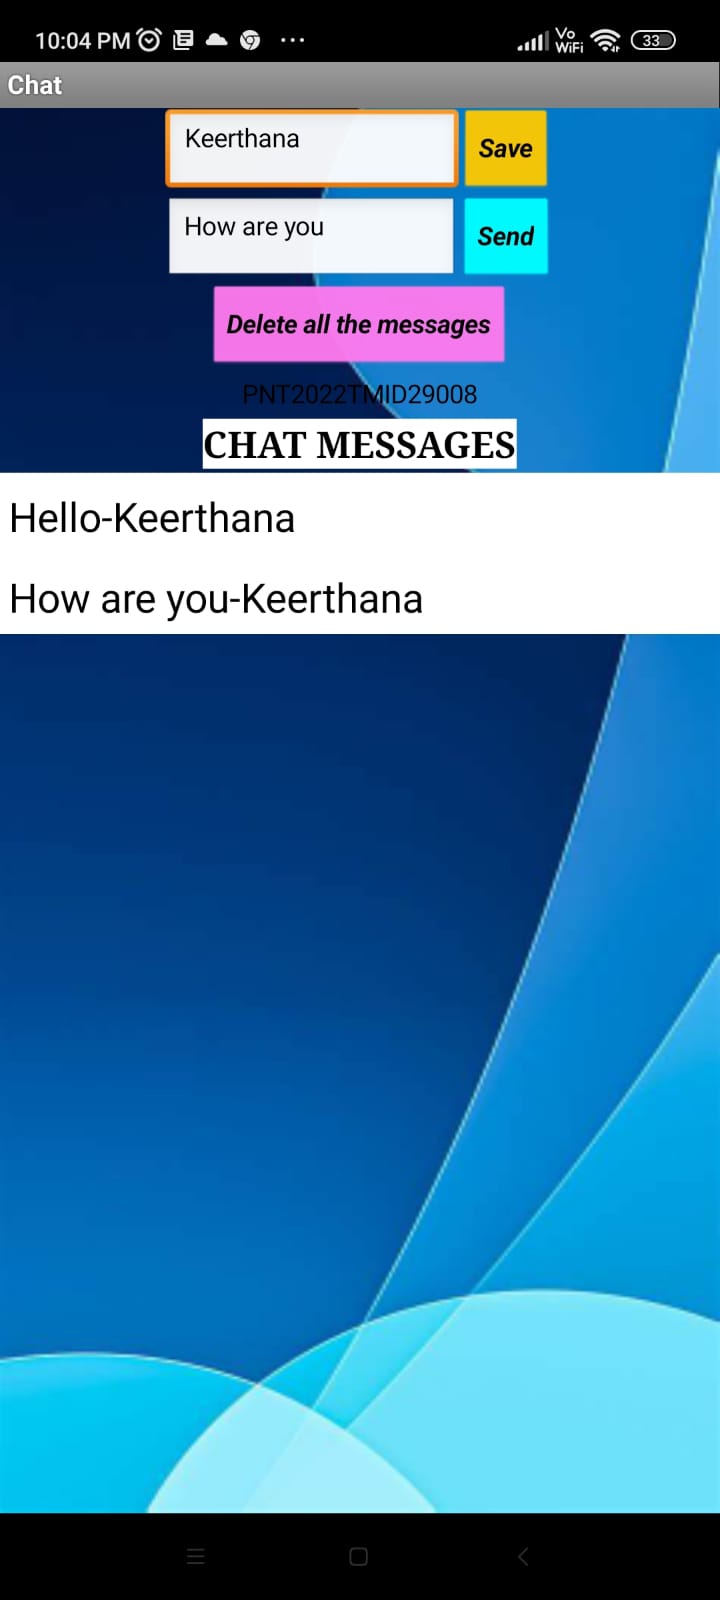 10:04 PM Vo WiFi 33
Chat
Keerthana Save
How are you Send
Delete all the messages
PNT2022TMID29008
CHAT MESSAGES
Hello-Keerthana
How are you-Keerthana